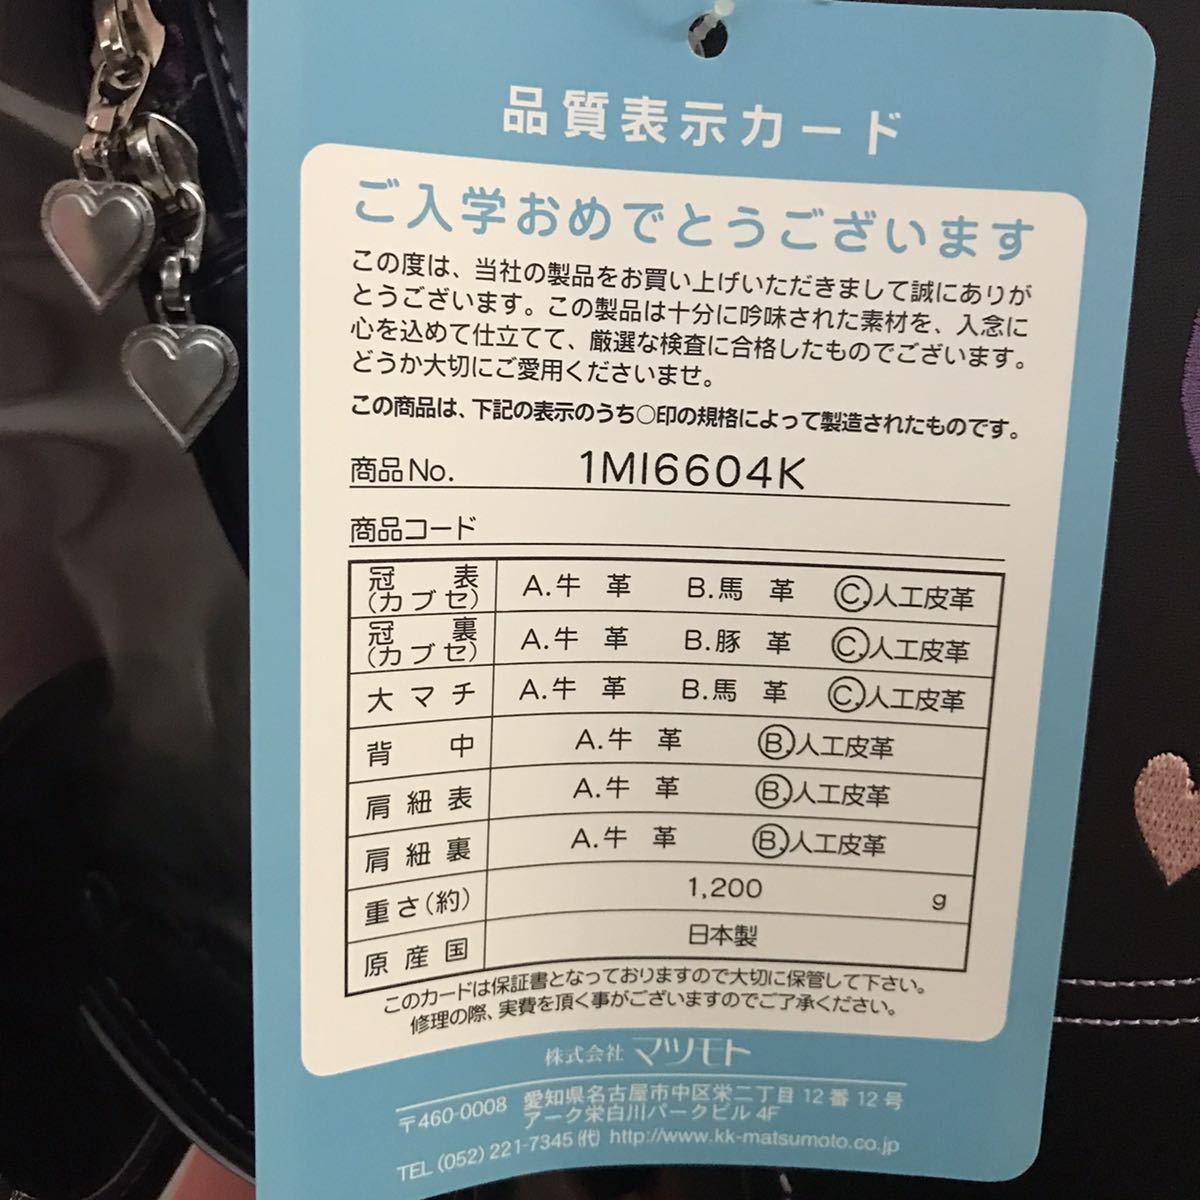 品質表示カード
ご入学おめでとうございます
この度は、当社の製品をお買い上げいただきまして誠にありが
とうございます。この製品は十分に吟味された素材を、入念に
心を込めて仕立てて、厳選な検査に合格したものでございます。
どうか大切にご愛用くださいませ。
この商品は、下記の表示のうち○印の規格によって製造されたものです。
商品No. 1MI6604K
商品コード
冠表(カブセ) A.牛革 B.馬革 C.人工皮革
冠裏(カブセ) A.牛革 B.豚革 C.人工皮革
大マチ A.牛革 B.馬革 C.人工皮革
背中 A.牛革 B.人工皮革
肩紐表 A.牛革 B.人工皮革
肩紐裏 A.牛革 B.人工皮革
重さ(約) 1,200 g
原産国 日本製
このカードは保証書となっておりますので大切に保管して下さい。
修理の際、実費を頂く事がございますのでご了承ください。
株式会社 マツモト
〒460-0008 愛知県名古屋市中区栄二丁目12番12号
アーク栄白川パークビル4F
TEL(052)221-7345(代) http://www.kk-matsumoto.co.jp